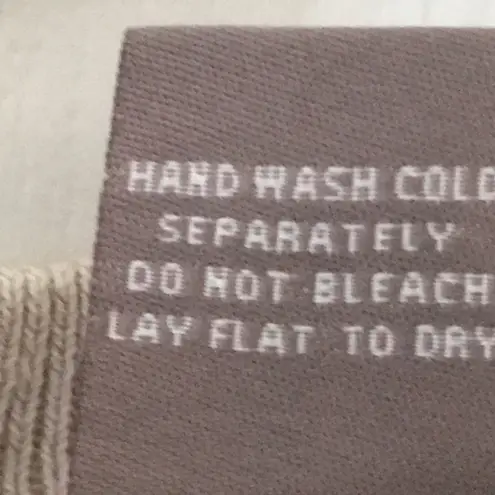 HAND WASH COLD
SEPARATELY
DO NOT BLEACH
LAY FLAT TO DRY